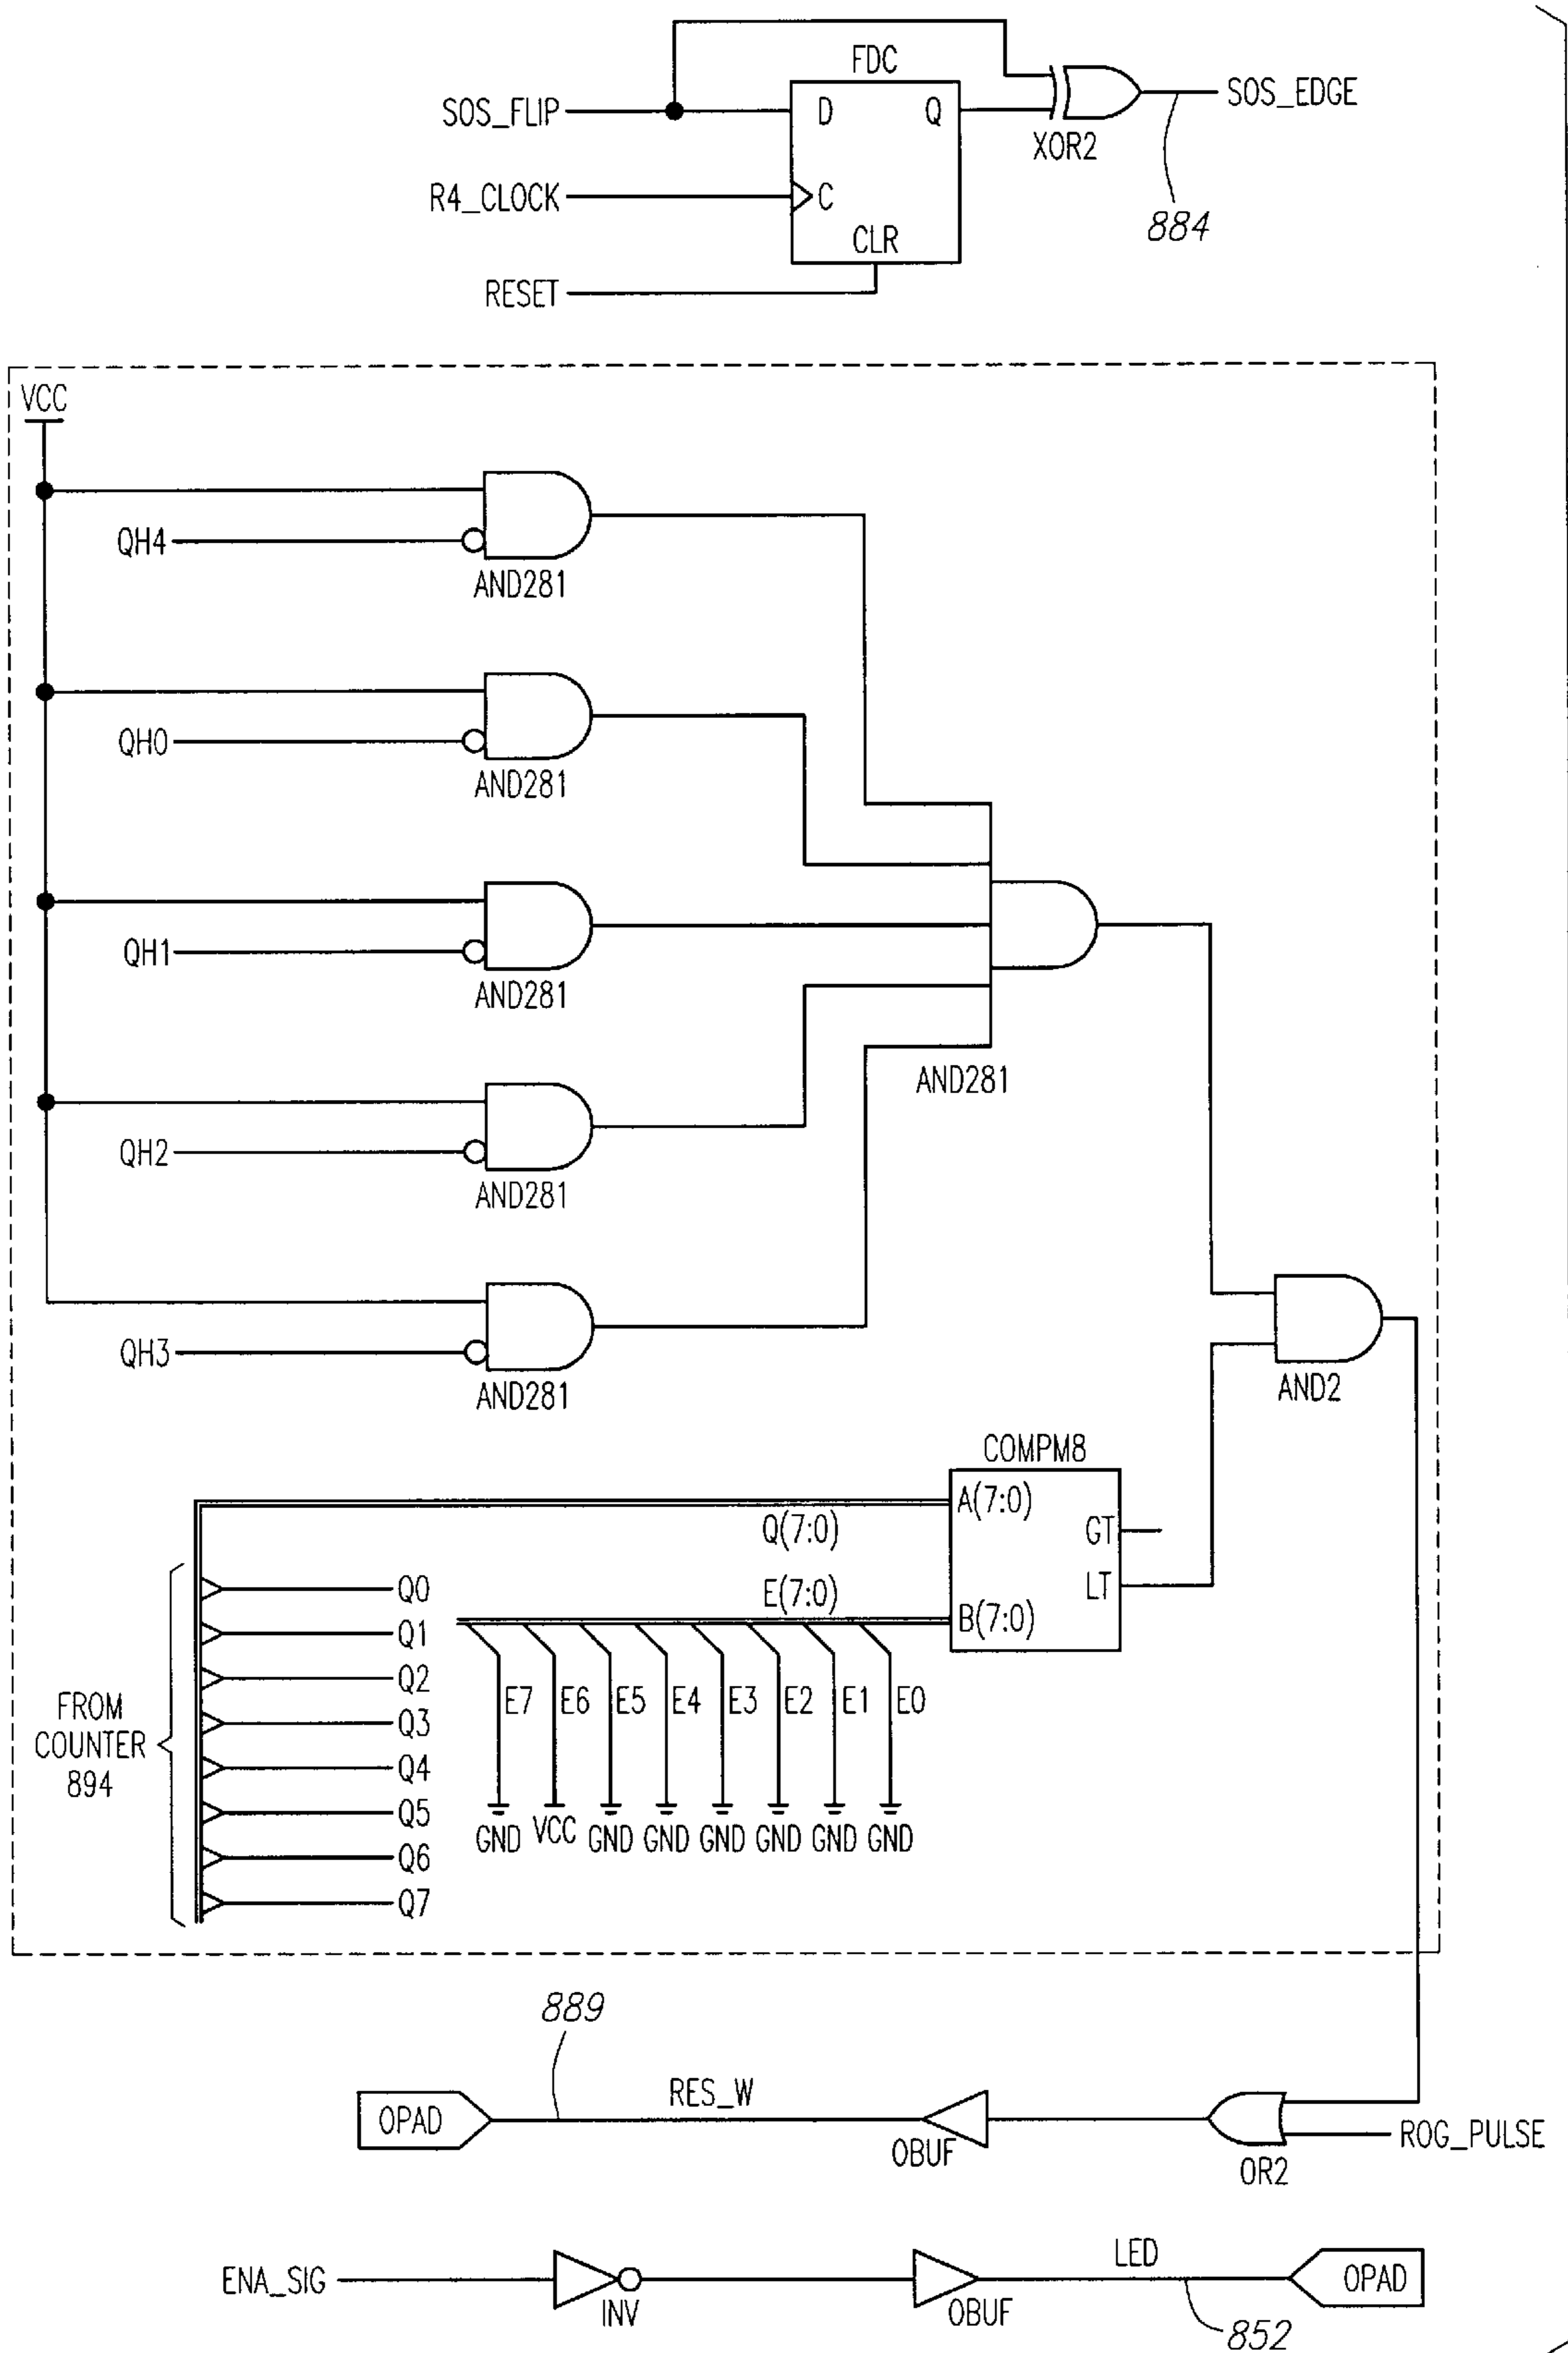 FDC
SOS_FLIP
D
Q
SOS_EDGE
XOR2
R4_CLOCK
C
884
CLR
RESET
VCC
QH4
AND281
QH0
AND281
QH1
AND281
AND281
QH2
AND281
QH3
AND281
AND2
COMPM8
A(7:0)
Q(7:0)
GT
E(7:0)
LT
B(7:0)
Q0
Q1
Q2
Q3
Q4
Q5
Q6
Q7
FROM
COUNTER
894
E7 E6 E5 E4 E3 E2 E1 E0
GND VCC GND GND GND GND GND GND
889
RES_W
OPAD
OBUF
OR2
ROG_PULSE
LED
ENA_SIG
INV
OBUF
OPAD
852